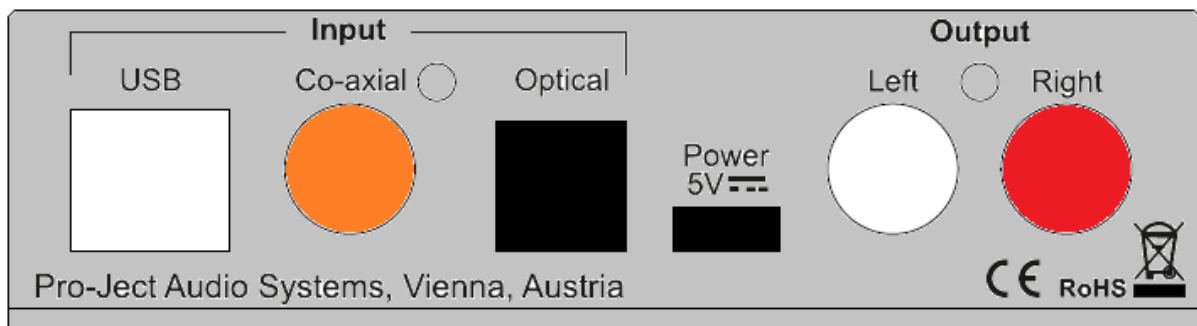 Input
Output
USB
Co-axial
Optical
Left
Right
Power
5V
Pro-Ject Audio Systems, Vienna, Austria
CE RoHS